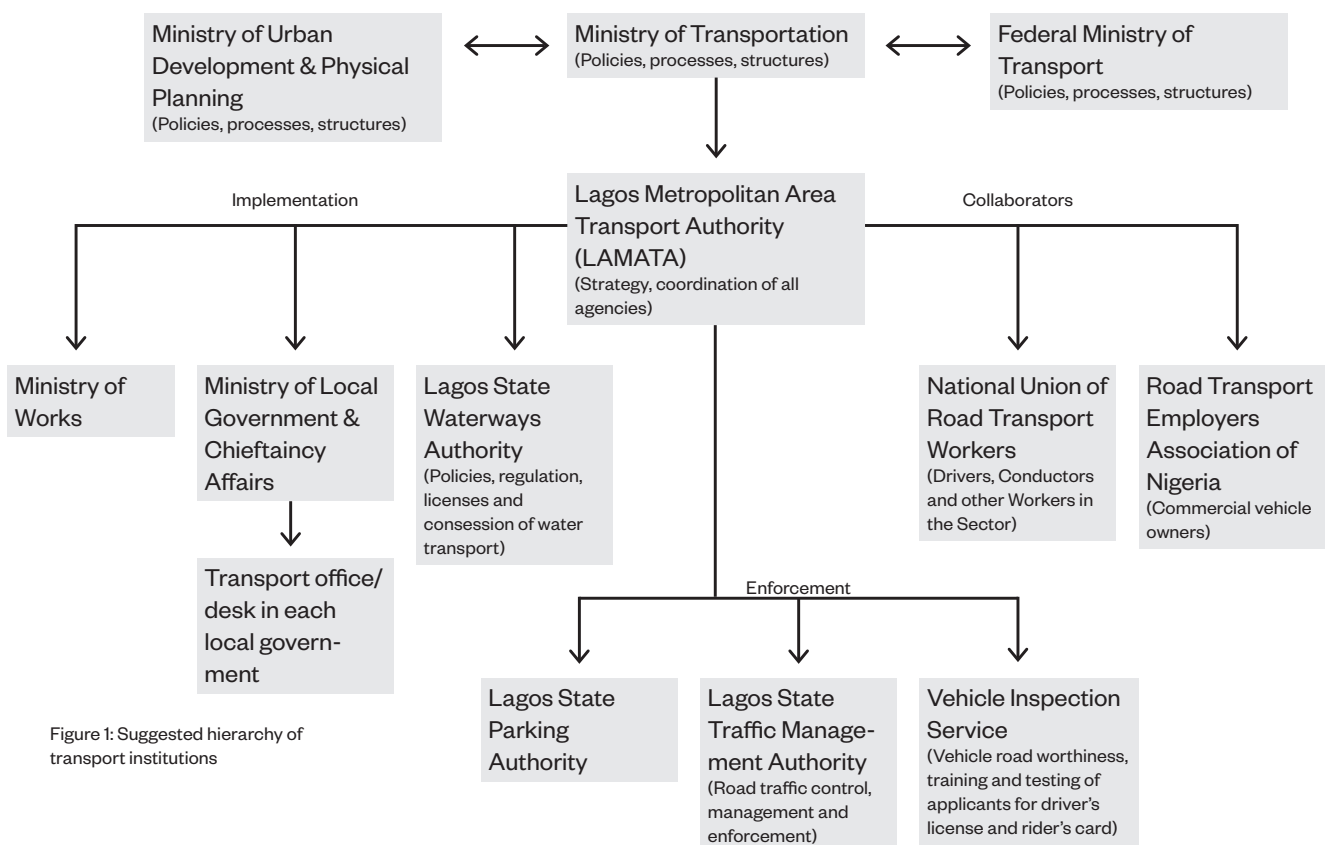 Ministry of Urban
Development & Physical
Planning
(Policies, processes, structures)
Ministry of Transportation
(Policies, processes, structures)
Federal Ministry of
Transport
(Policies, processes, structures)
Implementation
Lagos Metropolitan Area
Transport Authority
(LAMATA)
(Strategy, coordination of all
agencies)
Collaborators
Ministry of
Works
Ministry of Local
Government &
Chieftaincy
Affairs
Lagos State
Waterways
Authority
(Policies, regulation,
licenses and
consession of water
transport)
National Union of
Road Transport
Workers
(Drivers, Conductors
and other Workers in
the Sector)
Road Transport
Employers
Association of
Nigeria
(Commercial vehicle
owners)
Transport office/
desk in each
local govern-
ment
Enforcement
Lagos State
Parking
Authority
Lagos State
Traffic Manage-
ment Authority
(Road traffic control,
management and
enforcement)
Vehicle Inspection
Service
(Vehicle road worthiness,
training and testing of
applicants for driver's
license and rider's card)
Figure 1: Suggested hierarchy of
transport institutions